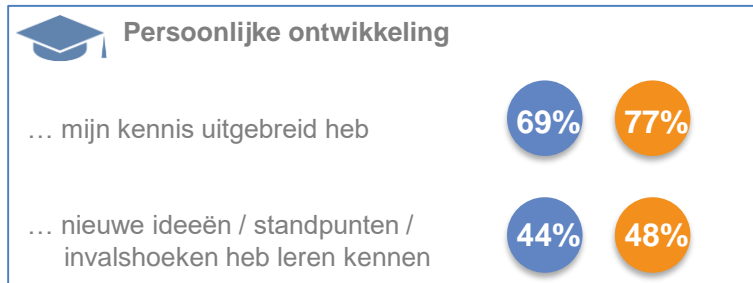 Persoonlijke ontwikkeling
… mijn kennis uitgebreid heb 69% 77%
… nieuwe ideeën / standpunten /
invalshoeken heb leren kennen 44% 48%